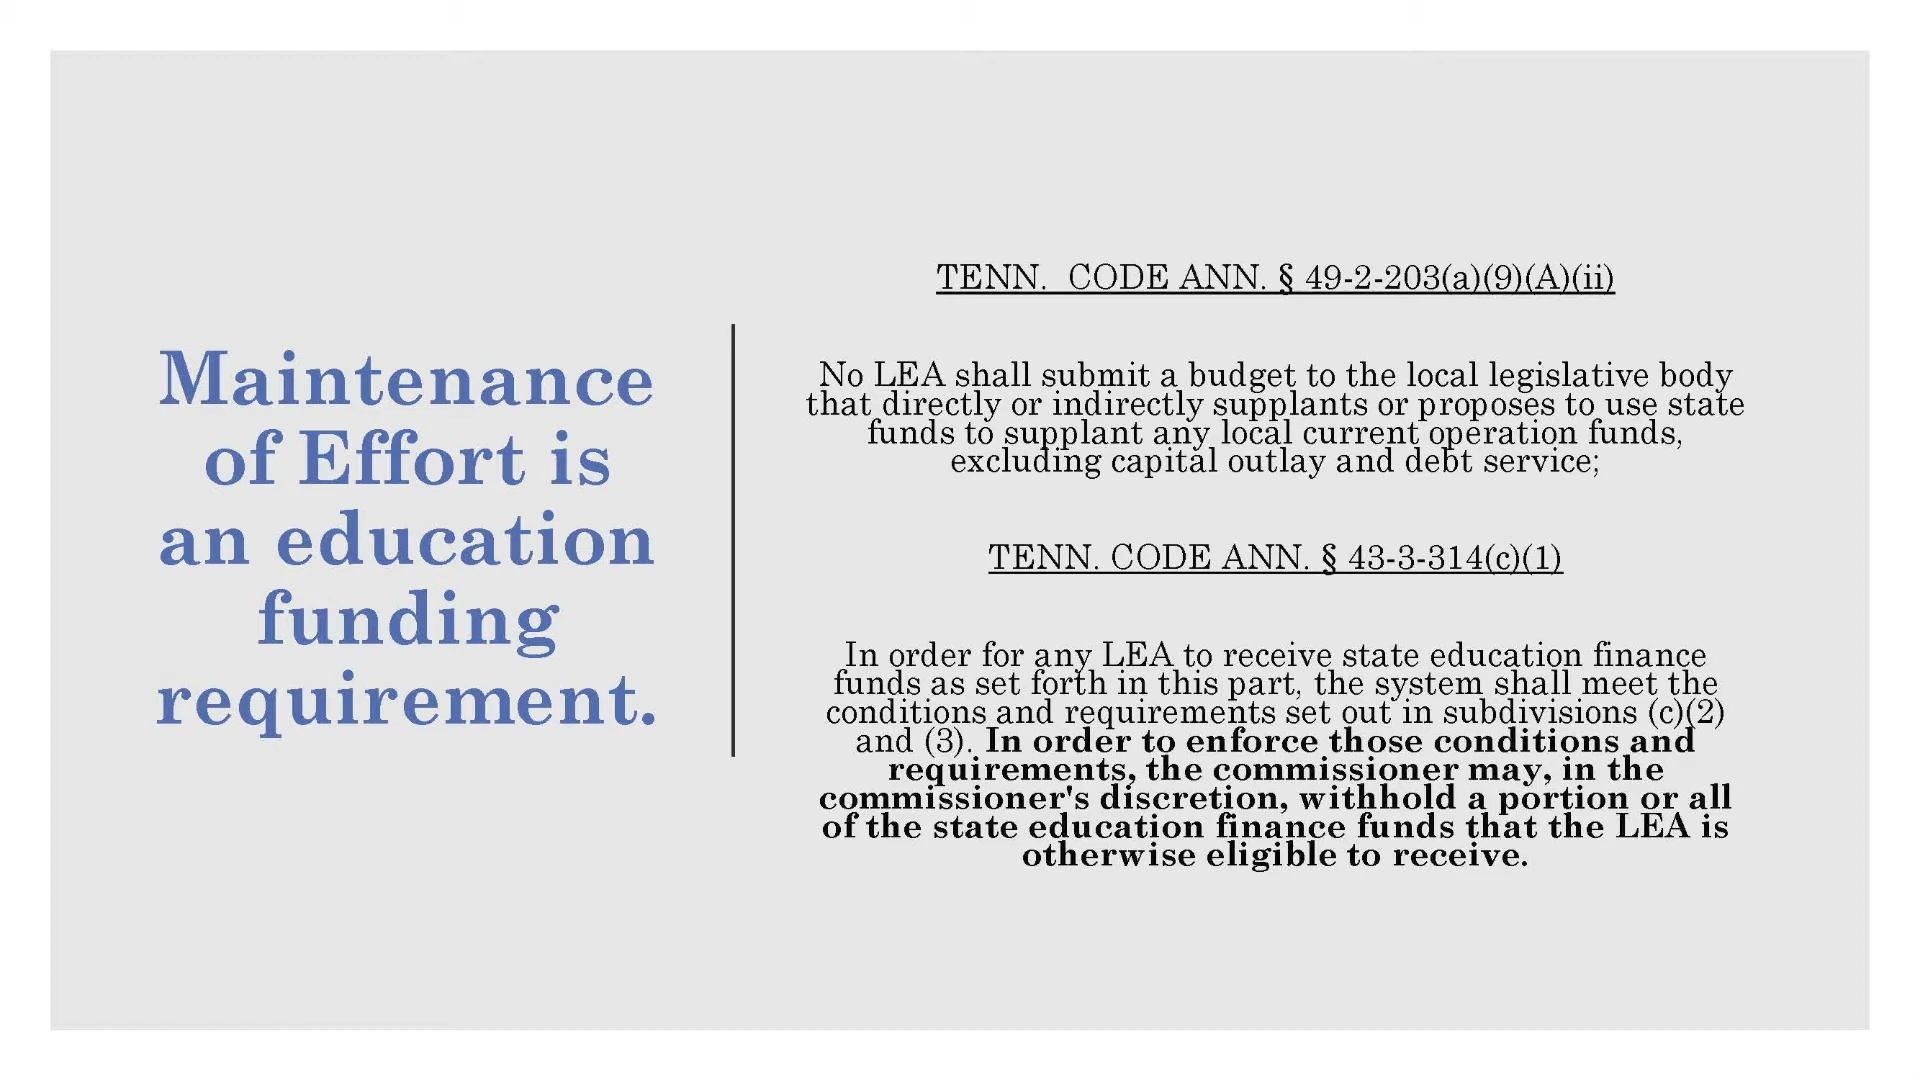 Maintenance
of Effort is
an education
funding
requirement.
TENN. CODE ANN. § 49-2-203(a)(9)(A)(ii)
No LEA shall submit a budget to the local legislative body
that directly or indirectly supplants or proposes to use state
funds to supplant any local current operation funds,
excluding capital outlay and debt service;
TENN. CODE ANN. § 43-3-314(c)(1)
In order for any LEA to receive state education finance
funds as set forth in this part, the system shall meet the
conditions and requirements set out in subdivisions (c)(2)
and (3). In order to enforce those conditions and
requirements, the commissioner may, in the
commissioner's discretion, withhold a portion or all
of the state education finance funds that the LEA is
otherwise eligible to receive.